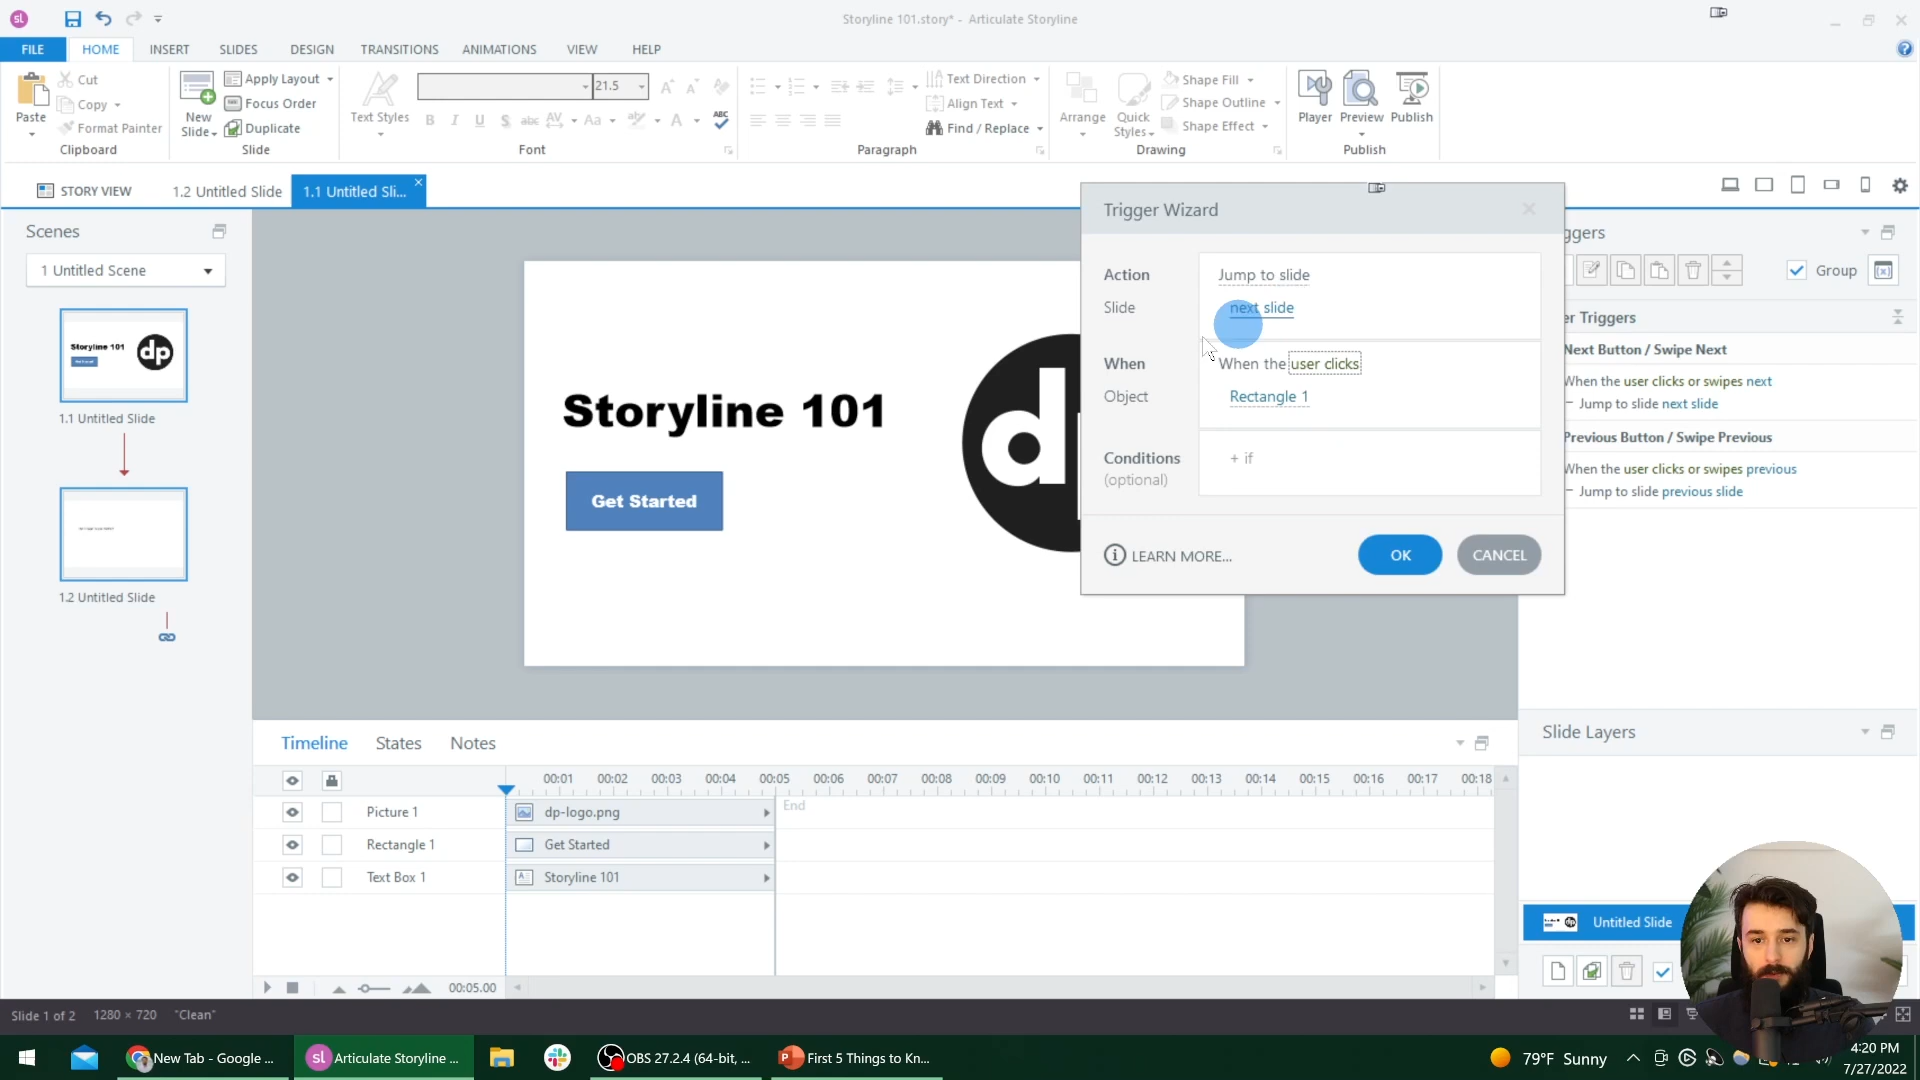 sl
Storyline 101.story* - Articulate Storyline
FILE HOME INSERT SLIDES DESIGN TRANSITIONS ANIMATIONS VIEW HELP
Paste
Cut
Copy
Format Painter
Clipboard
New
Slide
Apply Layout
Focus Order
Duplicate
Slide
Text Styles
21.5
B I U S abc AV Aa A ABC
Font
Text Direction
Align Text
Find / Replace
Paragraph
Arrange
Quick
Styles
Shape Fill
Shape Outline
Shape Effect
Drawing
Player Preview Publish
Publish
STORY VIEW
1.2 Untitled Slide
1.1 Untitled Sli...
Scenes
1 Untitled Scene
Storyline 101
dp
1.1 Untitled Slide
1.2 Untitled Slide
Storyline 101
Get Started
d
Trigger Wizard
Action Jump to slide
Slide next slide
When When the user clicks
Object Rectangle 1
Conditions + if
(optional)
LEARN MORE...
OK
CANCEL
ggers
Group
er Triggers
Next Button / Swipe Next
When the user clicks or swipes next
Jump to slide next slide
Previous Button / Swipe Previous
When the user clicks or swipes previous
Jump to slide previous slide
Timeline States Notes
00:01 00:02 00:03 00:04 00:05 00:06 00:07 00:08 00:09 00:10 00:11 00:12 00:13 00:14 00:15 00:16 00:17 00:18
Picture 1 dp-logo.png End
Rectangle 1 Get Started
Text Box 1 Storyline 101
00:05.00
Slide Layers
Untitled Slide
Slide 1 of 2 1280 × 720 "Clean"
New Tab - Google ...
sl Articulate Storyline ...
OBS 27.2.4 (64-bit, ...
First 5 Things to Kn...
79°F Sunny
4:20 PM
7/27/2022